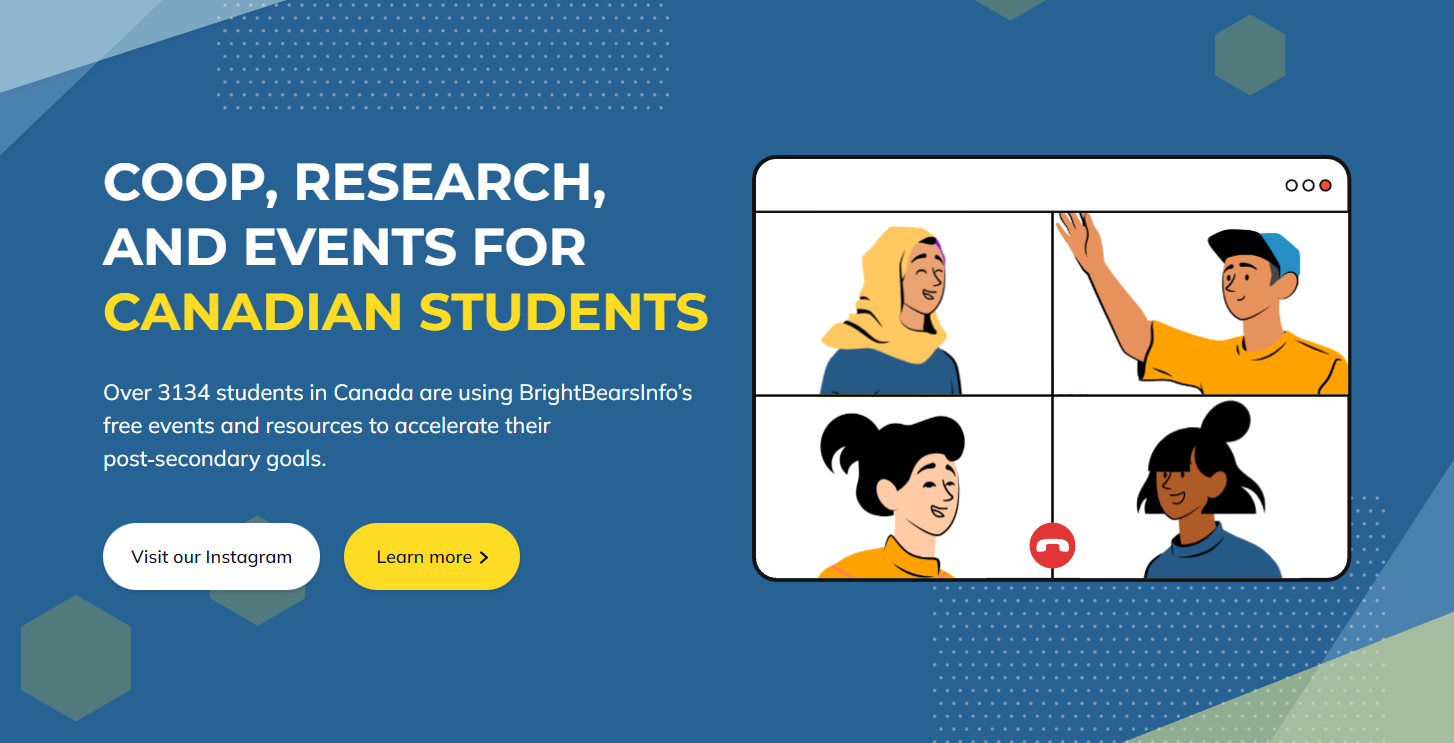 COOP, RESEARCH,
AND EVENTS FOR
CANADIAN STUDENTS
Over 3134 students in Canada are using BrightBearsInfo's
free events and resources to accelerate their
post-secondary goals.
Visit our Instagram
Learn more